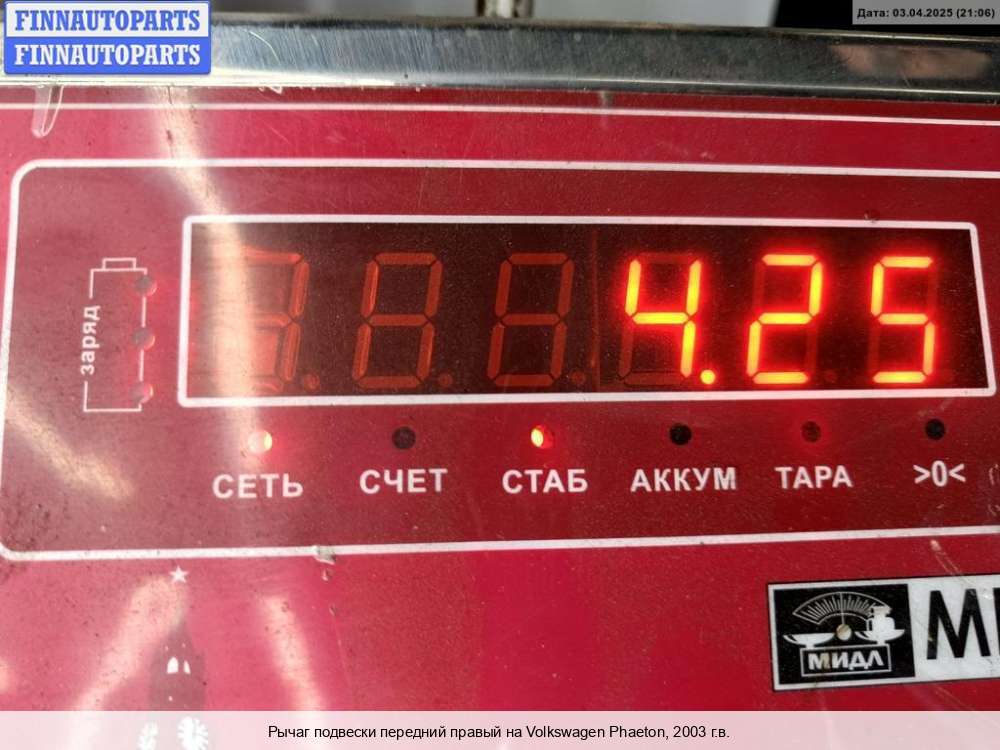 FINNAUTOPARTS
FINNAUTOPARTS
Дата: 03.04.2025 (21:06)
заряд
4.25
СЕТЬ СЧЕТ СТАБ АККУМ ТАРА >0<
МИДЛ
Рычаг подвески передний правый на Volkswagen Phaeton, 2003 г.в.